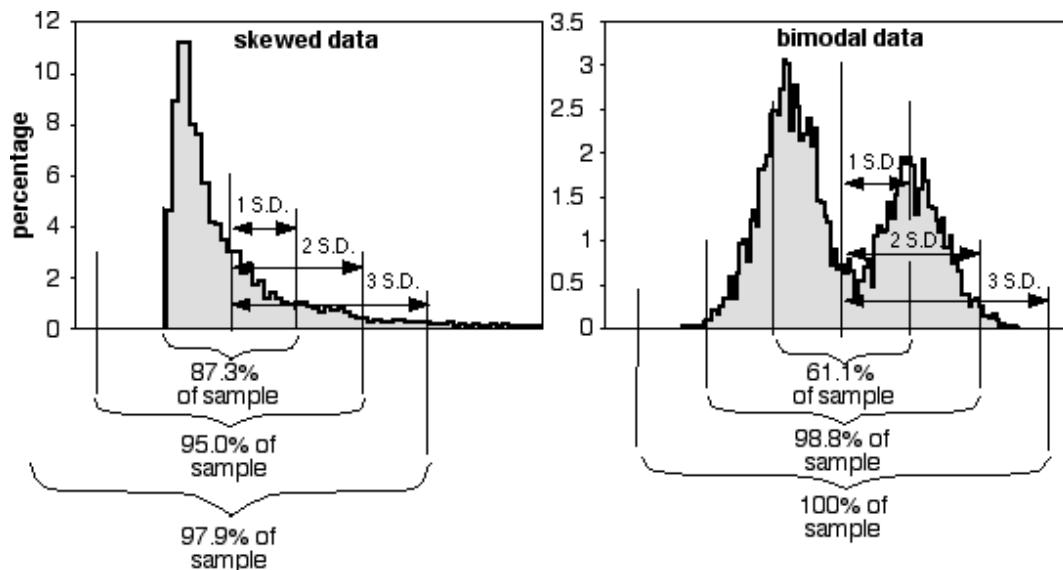 skewed data
percentage
12
10
8
6
4
2
0
1 S.D.
2 S.D.
3 S.D.
87.3%
of sample
95.0% of
sample
97.9% of
sample
bimodal data
3.5
3
2.5
2
1.5
1
0.5
0
1 S.D.
2 S.D.
3 S.D.
61.1%
of sample
98.8% of
sample
100% of
sample